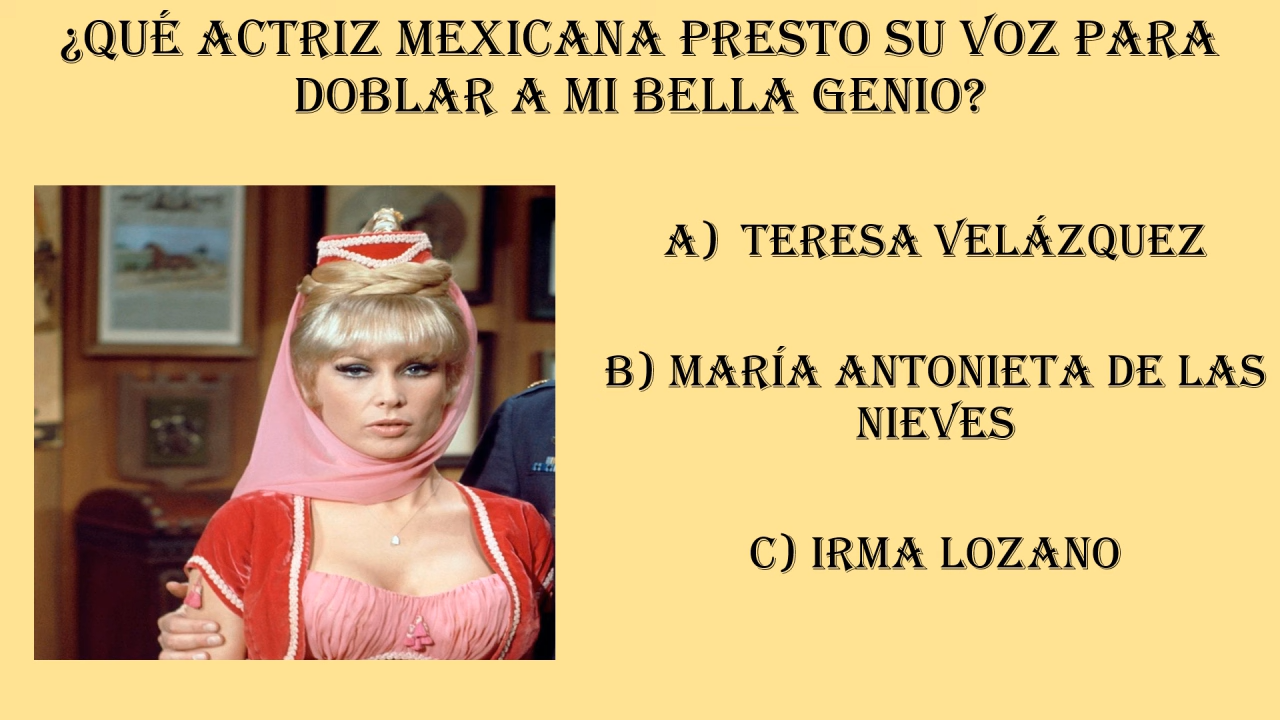 ¿QUÉ ACTRIZ MEXICANA PRESTO SU VOZ PARA
DOBLAR A MI BELLA GENIO?
A) TERESA VELÁZQUEZ
B) MARÍA ANTONIETA DE LAS
NIEVES
C) IRMA LOZANO